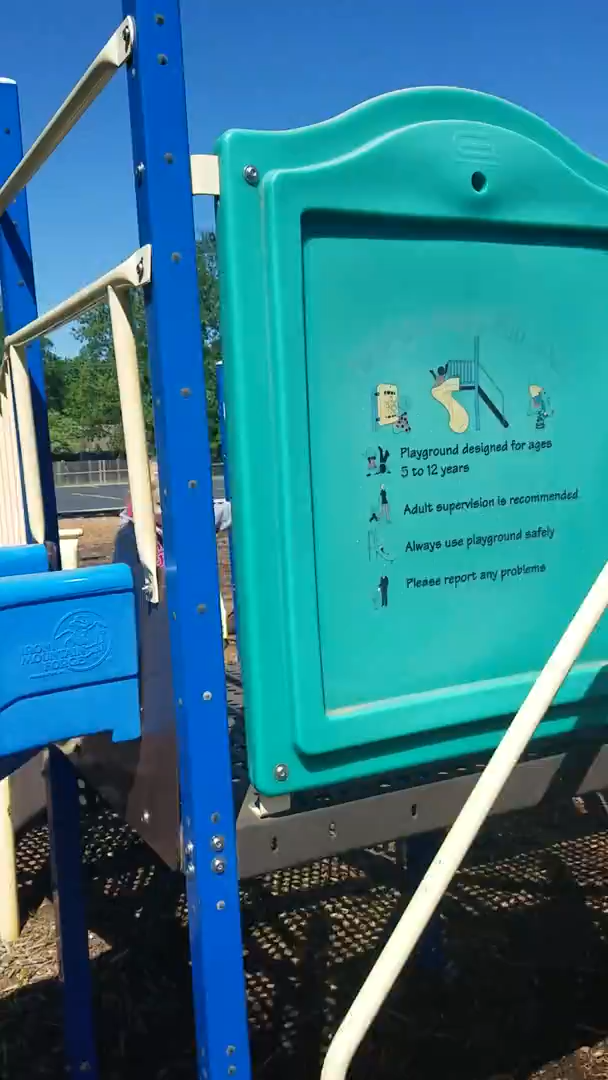 Playground designed for ages
5 to 12 years
Adult supervision is recommended
Always use playground safely
Please report any problems
IRON
MOUNTAIN
FORGE